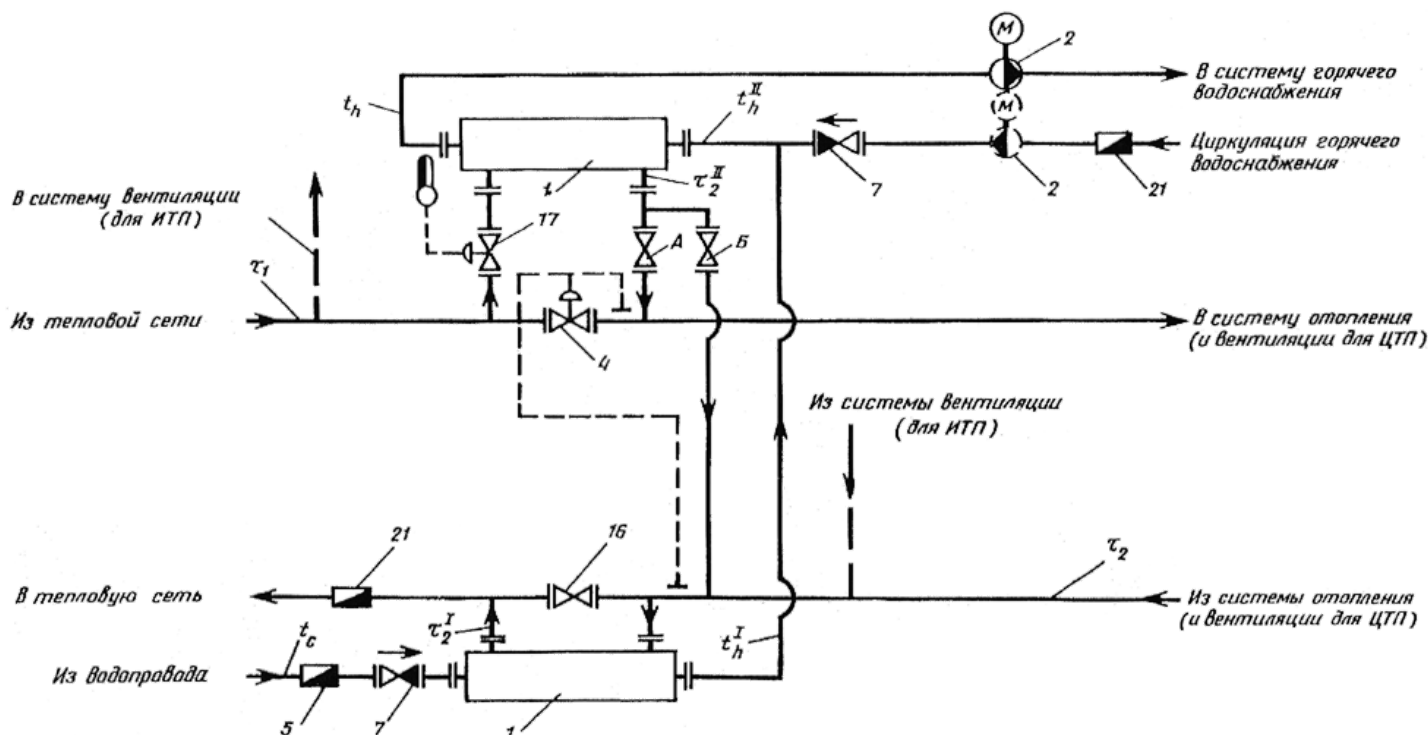 М
2
В систему горячего
водоснабжения
t_h
t_h^II
М
Циркуляция горячего
водоснабжения
1
7
2
21
τ_2^II
В систему вентиляции
(для ИТП)
17
А
Б
τ_1
Из тепловой сети
4
В систему отопления
(и вентиляции для ЦТП)
Из системы вентиляции
(для ИТП)
21
16
τ_2
В тепловую сеть
Из системы отопления
(и вентиляции для ЦТП)
τ_2^I
t_h^I
t_c
Из водопровода
5
7
1